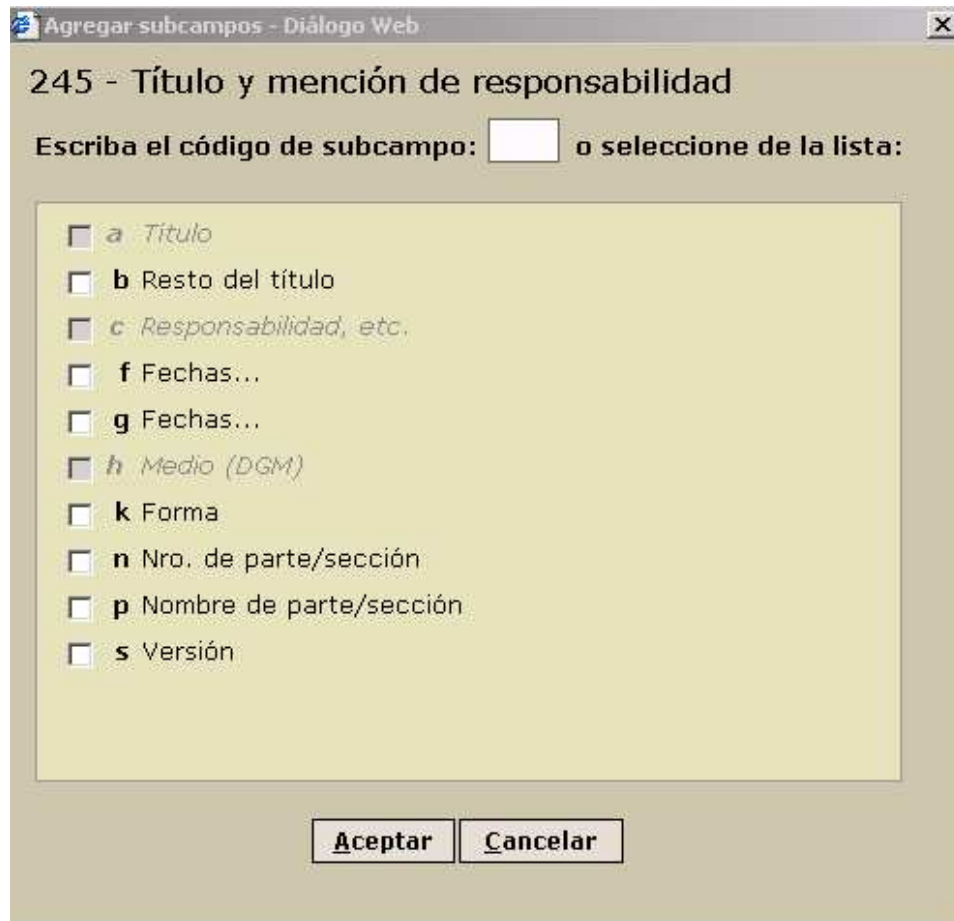 Agregar subcampos - Diálogo Web
245 - Título y mención de responsabilidad
Escriba el código de subcampo: o seleccione de la lista:
a Título
b Resto del título
c Responsabilidad, etc.
f Fechas...
g Fechas...
h Medio (DGM)
k Forma
n Nro. de parte/sección
p Nombre de parte/sección
s Versión
Aceptar Cancelar